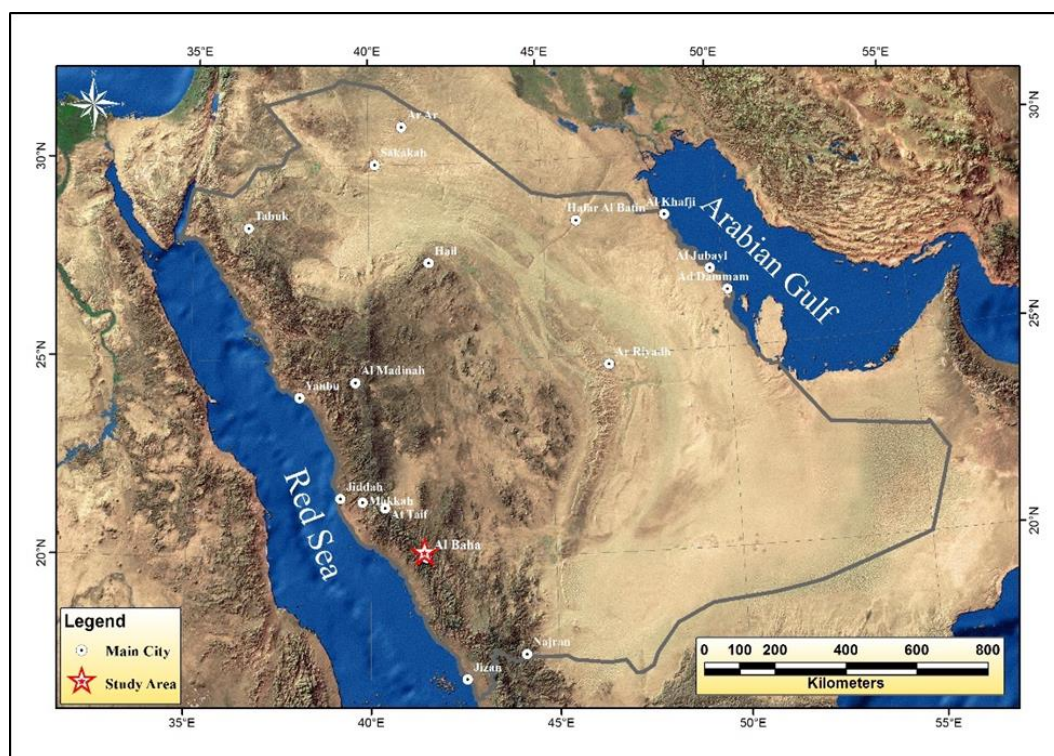 35°E 40°E 45°E 50°E 55°E
N
30°N
30°N
Ar Ar
Sakakah
Tabuk
Hafar Al Batin
Al Khafji
Hail
Al Jubayl
Ad Dammam
Arabian Gulf
25°N
25°N
Ar Riyadh
Al Madinah
Yanbu
Red Sea
Jiddah
Makkah
At Taif
20°N
20°N
Al Baha
Najran
Jizan
Legend
Main City
Study Area
0 100 200 400 600 800
Kilometers
35°E 40°E 45°E 50°E 55°E